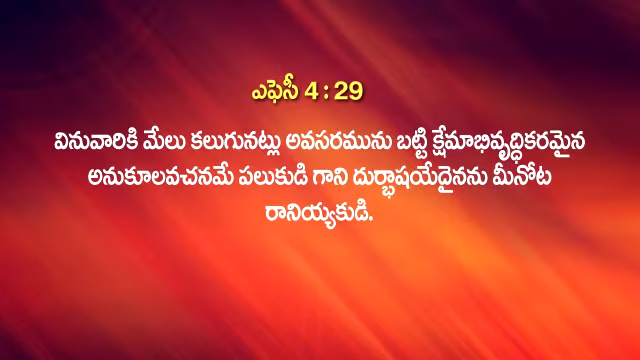 ఎఫెసీ 4 : 29
వినువారికి మేలు కలుగునట్లు అవసరమును బట్టి క్షేమాభివృద్ధికరమైన
అనుకూలవచనమే పలుకుడి గాని దుర్భాషయేదైనను మీనోట
రానియ్యకుడి.